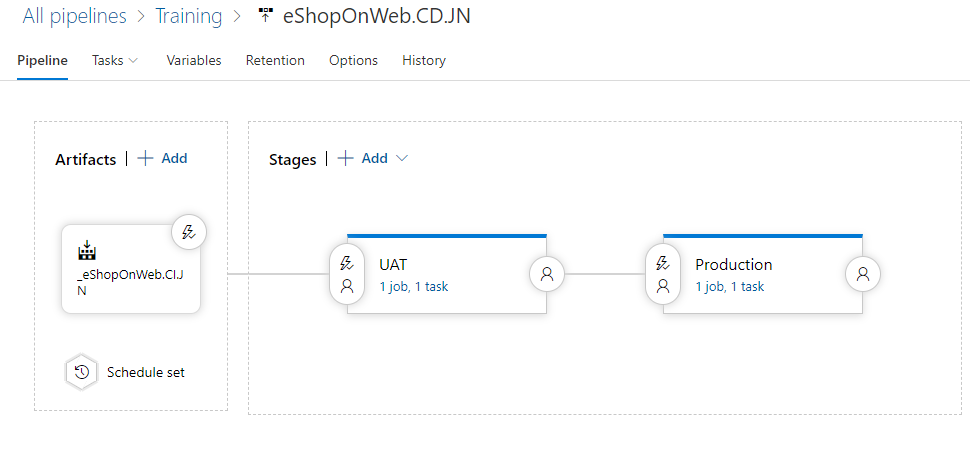 All pipelines > Training > eShopOnWeb.CD.JN
Pipeline Tasks Variables Retention Options History
Artifacts | + Add
Stages | + Add
_eShopOnWeb.CI.J
N
UAT
1 job, 1 task
Production
1 job, 1 task
Schedule set